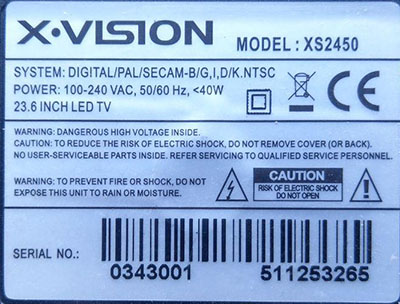 X·VISION
MODEL: XS2450
SYSTEM: DIGITAL/PAL/SECAM-B/G,I,D/K.NTSC
POWER: 100-240 VAC, 50/60 Hz, <40W
23.6 INCH LED TV
CE
WARNING: DANGEROUS HIGH VOLTAGE INSIDE.
CAUTION: TO REDUCE THE RISK OF ELECTRIC SHOCK, DO NOT REMOVE COVER (OR BACK).
NO USER-SERVICEABLE PARTS INSIDE. REFER SERVICING TO QUALIFIED SERVICE PERSONNEL.
WARNING: TO PREVENT FIRE OR SHOCK, DO NOT
EXPOSE THIS UNIT TO RAIN OR MOISTURE.
CAUTION
RISK OF ELECTRIC SHOCK
DO NOT OPEN
SERIAL NO.:
0343001 511253265